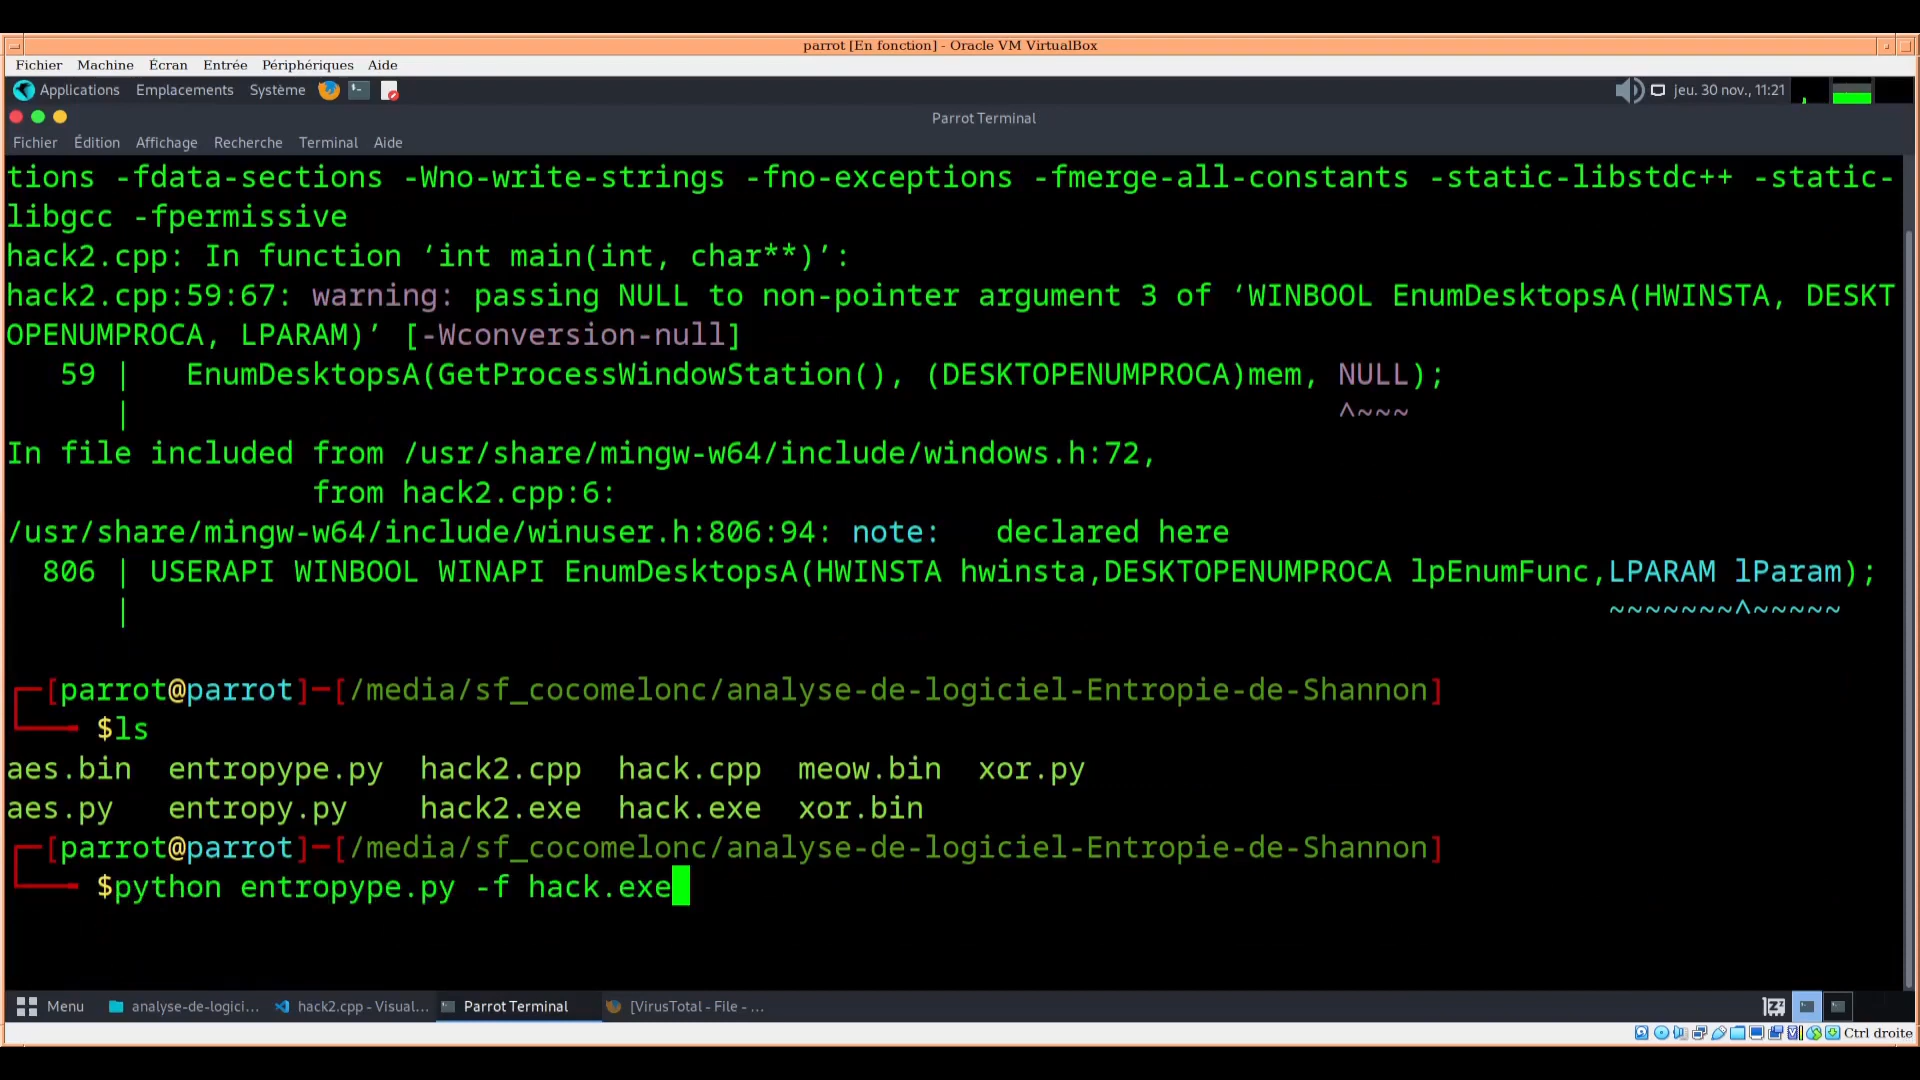 parrot [En fonction] - Oracle VM VirtualBox
Fichier Machine Écran Entrée Périphériques Aide
Applications Emplacements Système jeu. 30 nov., 11:21
Parrot Terminal
Fichier Édition Affichage Recherche Terminal Aide
tions -fdata-sections -Wno-write-strings -fno-exceptions -fmerge-all-constants -static-libstdc++ -static-
libgcc -fpermissive
hack2.cpp: In function ‘int main(int, char**)’:
hack2.cpp:59:67: warning: passing NULL to non-pointer argument 3 of ‘WINBOOL EnumDesktopsA(HWINSTA, DESKT
OPENUMPROCA, LPARAM)’ [-Wconversion-null]
59 | EnumDesktopsA(GetProcessWindowStation(), (DESKTOPENUMPROCA)mem, NULL);
| ^~~~
In file included from /usr/share/mingw-w64/include/windows.h:72,
from hack2.cpp:6:
/usr/share/mingw-w64/include/winuser.h:806:94: note: declared here
806 | USERAPI WINBOOL WINAPI EnumDesktopsA(HWINSTA hwinsta,DESKTOPENUMPROCA lpEnumFunc,LPARAM lParam);
| ~~~~~~~^~~~~~
┌─[parrot@parrot]─[/media/sf_cocomelonc/analyse-de-logiciel-Entropie-de-Shannon]
└── $ls
aes.bin entropype.py hack2.cpp hack.cpp meow.bin xor.py
aes.py entropy.py hack2.exe hack.exe xor.bin
┌─[parrot@parrot]─[/media/sf_cocomelonc/analyse-de-logiciel-Entropie-de-Shannon]
└── $python entropype.py -f hack.exe
Menu analyse-de-logici... hack2.cpp - Visual... Parrot Terminal [VirusTotal - File - ...
Ctrl droite